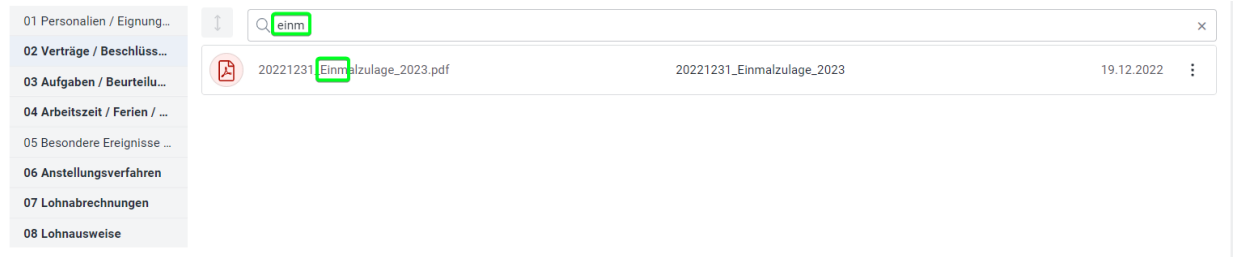 01 Personalien / Eignung...
02 Verträge / Beschlüss...
03 Aufgaben / Beurteilu...
04 Arbeitszeit / Ferien / ...
05 Besondere Ereignisse ...
06 Anstellungsverfahren
07 Lohnabrechnungen
08 Lohnausweise
einm
20221231_Einmalzulage_2023.pdf 20221231_Einmalzulage_2023 19.12.2022